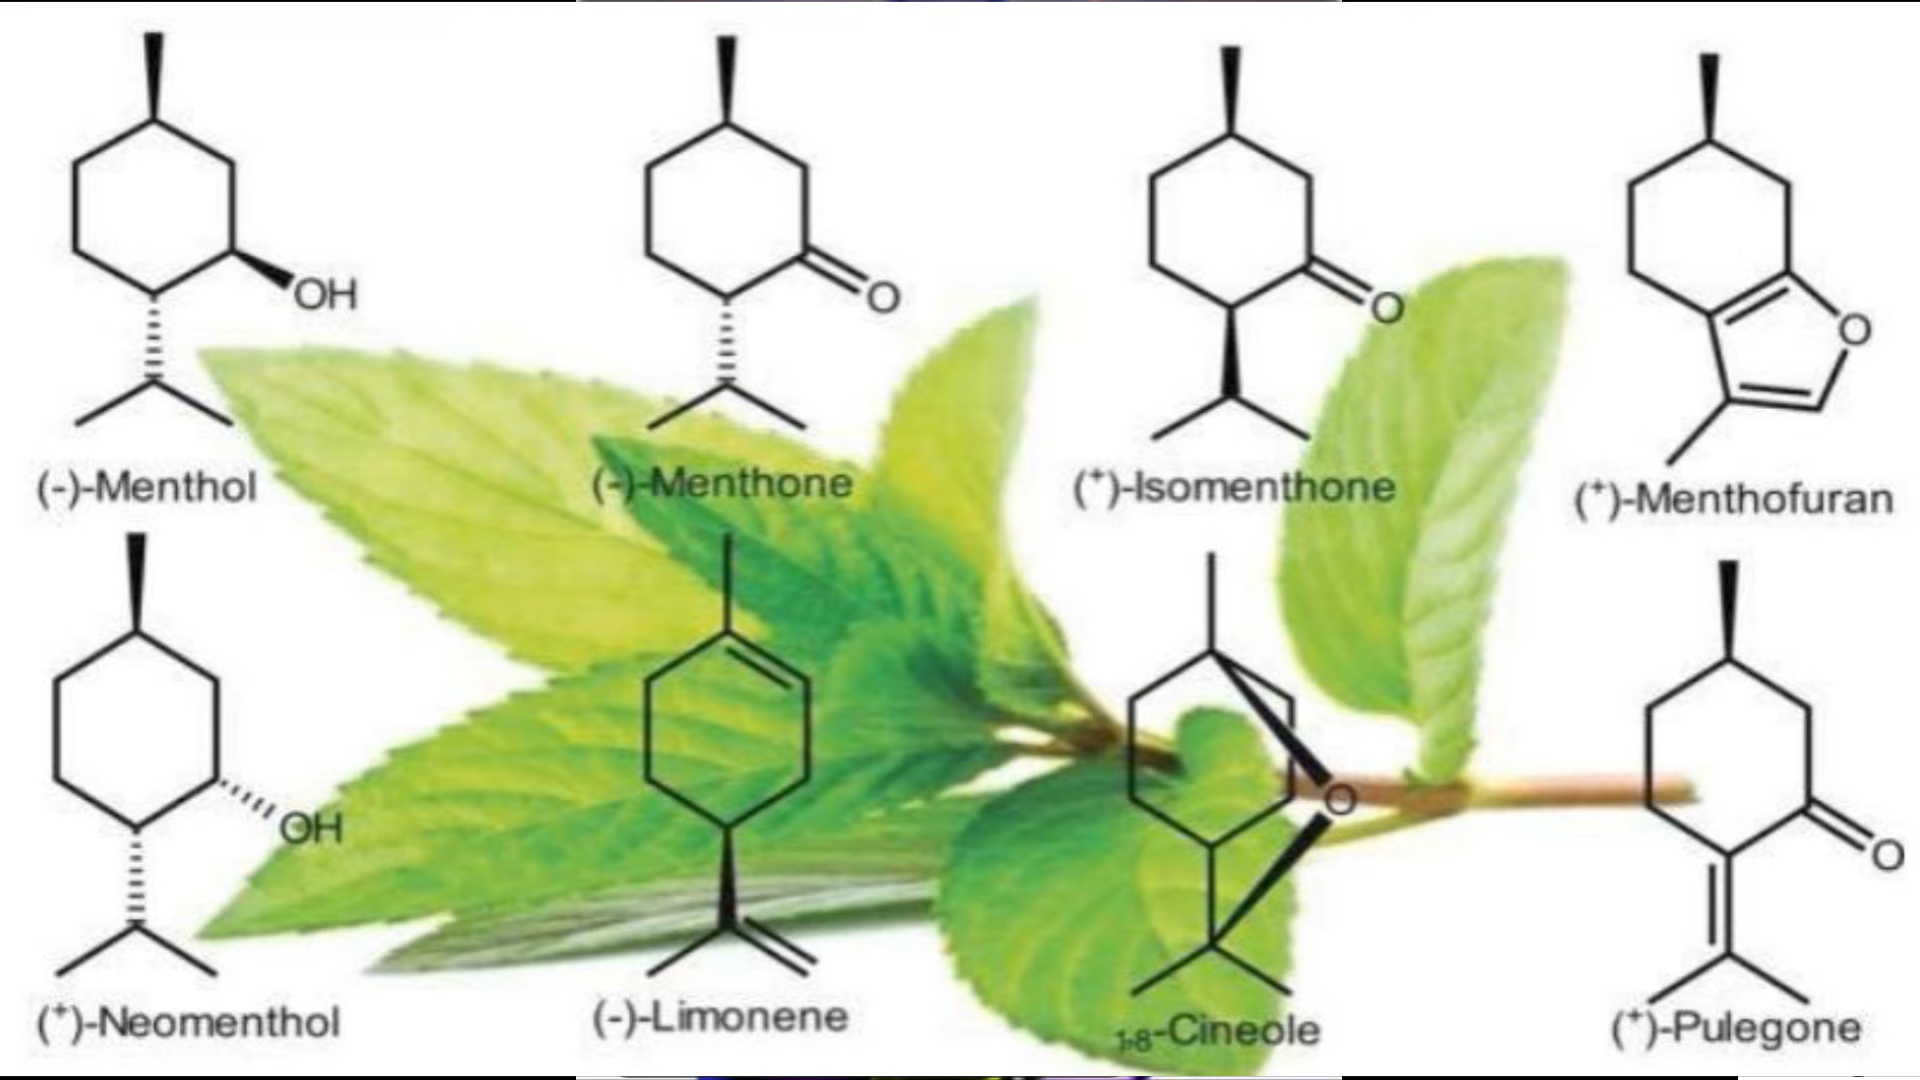 OH
O
O
O
(-)-Menthol
(-)-Menthone
(+)-Isomenthone
(+)-Menthofuran
OH
O
O
(+)-Neomenthol
(-)-Limonene
1,8-Cineole
(+)-Pulegone